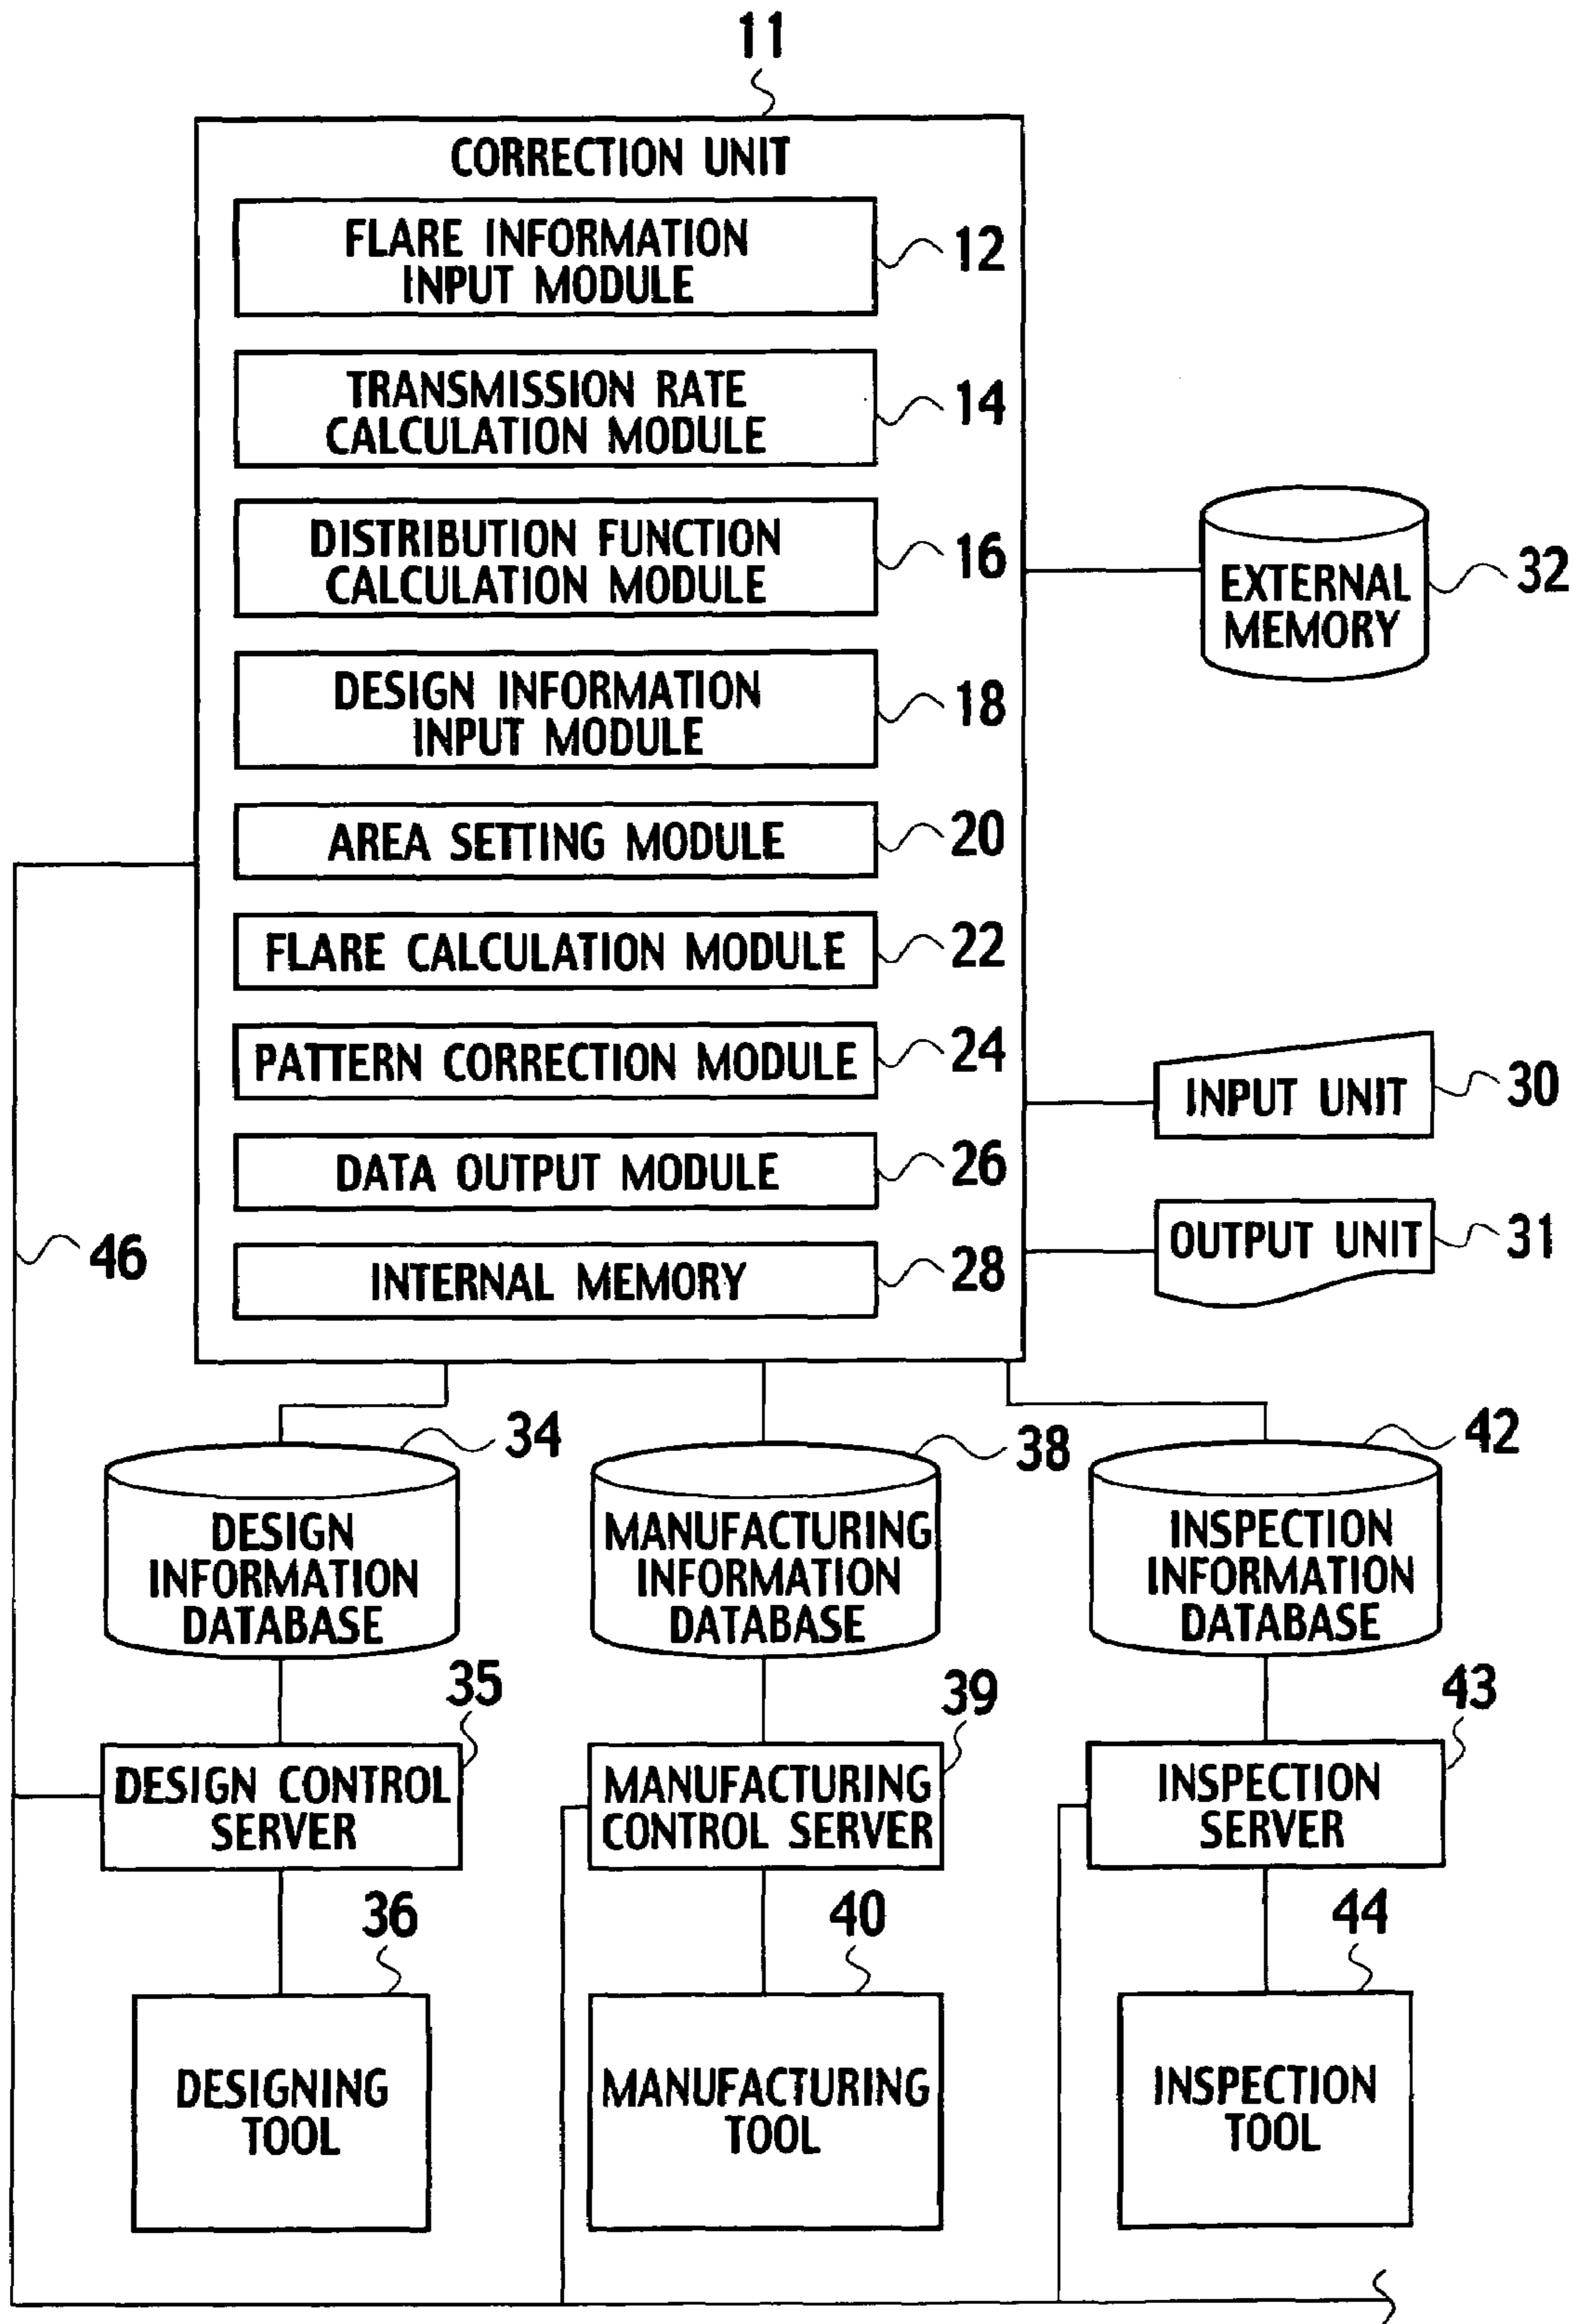 11
CORRECTION UNIT
FLARE INFORMATION
INPUT MODULE
12
TRANSMISSION RATE
CALCULATION MODULE
14
DISTRIBUTION FUNCTION
CALCULATION MODULE
16
EXTERNAL
MEMORY
32
DESIGN INFORMATION
INPUT MODULE
18
AREA SETTING MODULE
20
FLARE CALCULATION MODULE
22
PATTERN CORRECTION MODULE
24
INPUT UNIT
30
DATA OUTPUT MODULE
26
OUTPUT UNIT
31
46
INTERNAL MEMORY
28
34
38
42
DESIGN
INFORMATION
DATABASE
MANUFACTURING
INFORMATION
DATABASE
INSPECTION
INFORMATION
DATABASE
35
39
43
DESIGN CONTROL
SERVER
MANUFACTURING
CONTROL SERVER
INSPECTION
SERVER
36
40
44
DESIGNING
TOOL
MANUFACTURING
TOOL
INSPECTION
TOOL